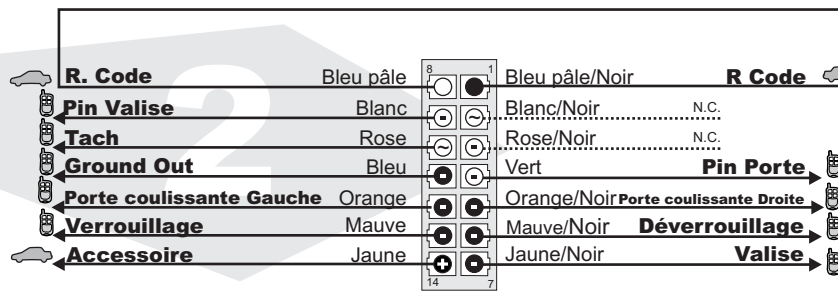 8 1
R. Code Bleu pâle Bleu pâle/Noir R Code
Pin Valise Blanc Blanc/Noir N.C.
Tach Rose Rose/Noir N.C.
Ground Out Bleu Vert Pin Porte
Porte coulissante Gauche Orange Orange/Noir Porte coulissante Droite
Verrouillage Mauve Mauve/Noir Déverrouillage
Accessoire Jaune Jaune/Noir Valise
14 7
2